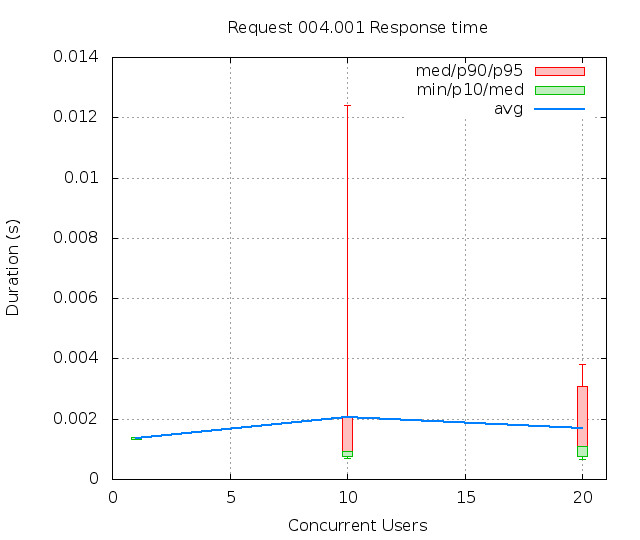 Request 004.001 Response time
0.014
0.012
0.01
0.008
0.006
0.004
0.002
0
Duration (s)
med/p90/p95
min/p10/med
avg
0 5 10 15 20
Concurrent Users